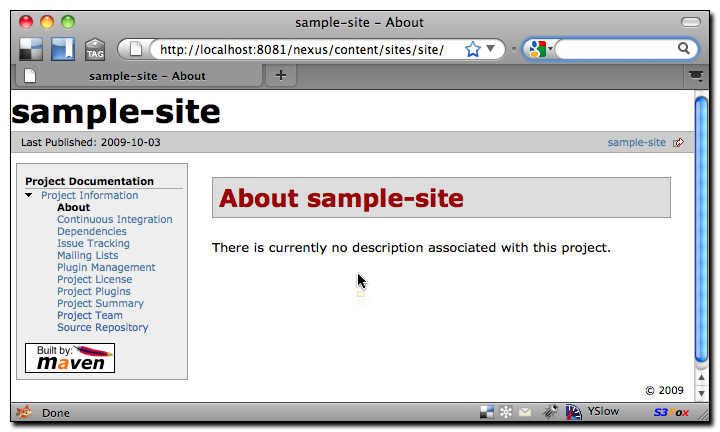 sample-site – About
TAG
http://localhost:8081/nexus/content/sites/site/
sample-site – About
sample-site
Last Published: 2009-10-03
sample-site
Project Documentation
Project Information
About
Continuous Integration
Dependencies
Issue Tracking
Mailing Lists
Plugin Management
Project License
Project Plugins
Project Summary
Project Team
Source Repository
Built by:
maven
About sample-site
There is currently no description associated with this project.
© 2009
Done
YSlow
S3Fox